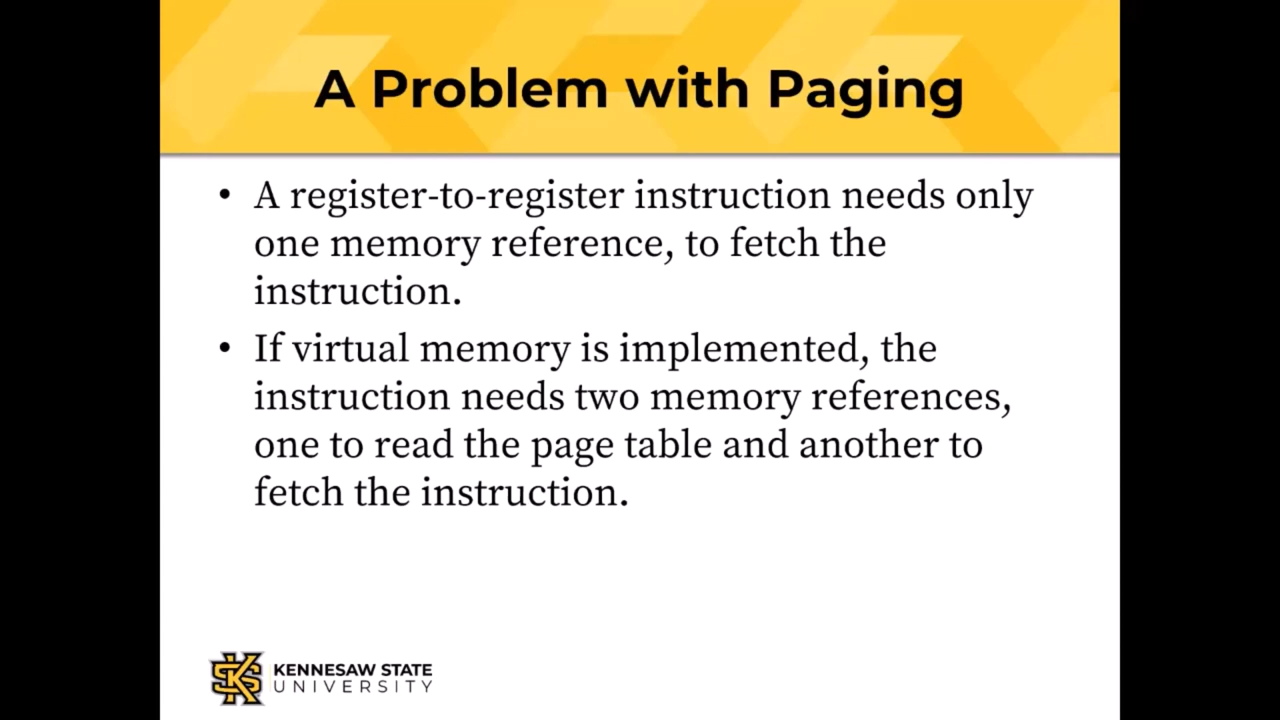 A Problem with Paging
• A register-to-register instruction needs only
one memory reference, to fetch the
instruction.
• If virtual memory is implemented, the
instruction needs two memory references,
one to read the page table and another to
fetch the instruction.
KENNESAW STATE
UNIVERSITY